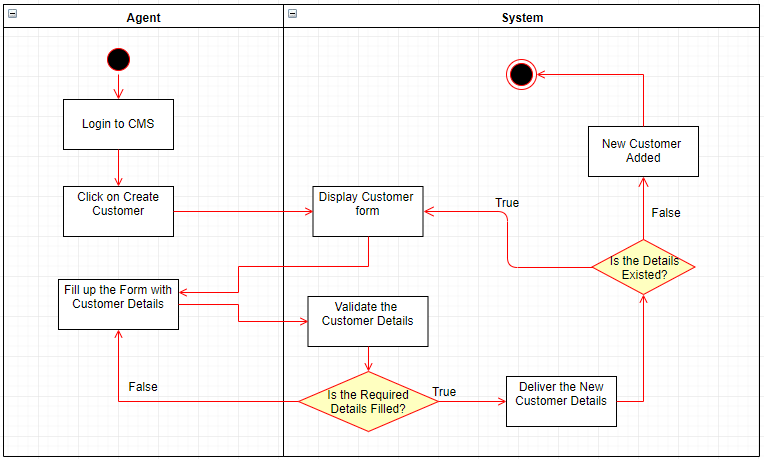 Agent
System
Login to CMS
New Customer
Added
Click on Create
Customer
Display Customer
form
True
False
Is the Details
Existed?
Fill up the Form with
Customer Details
Validate the
Customer Details
False
Is the Required
Details Filled?
True
Deliver the New
Customer Details